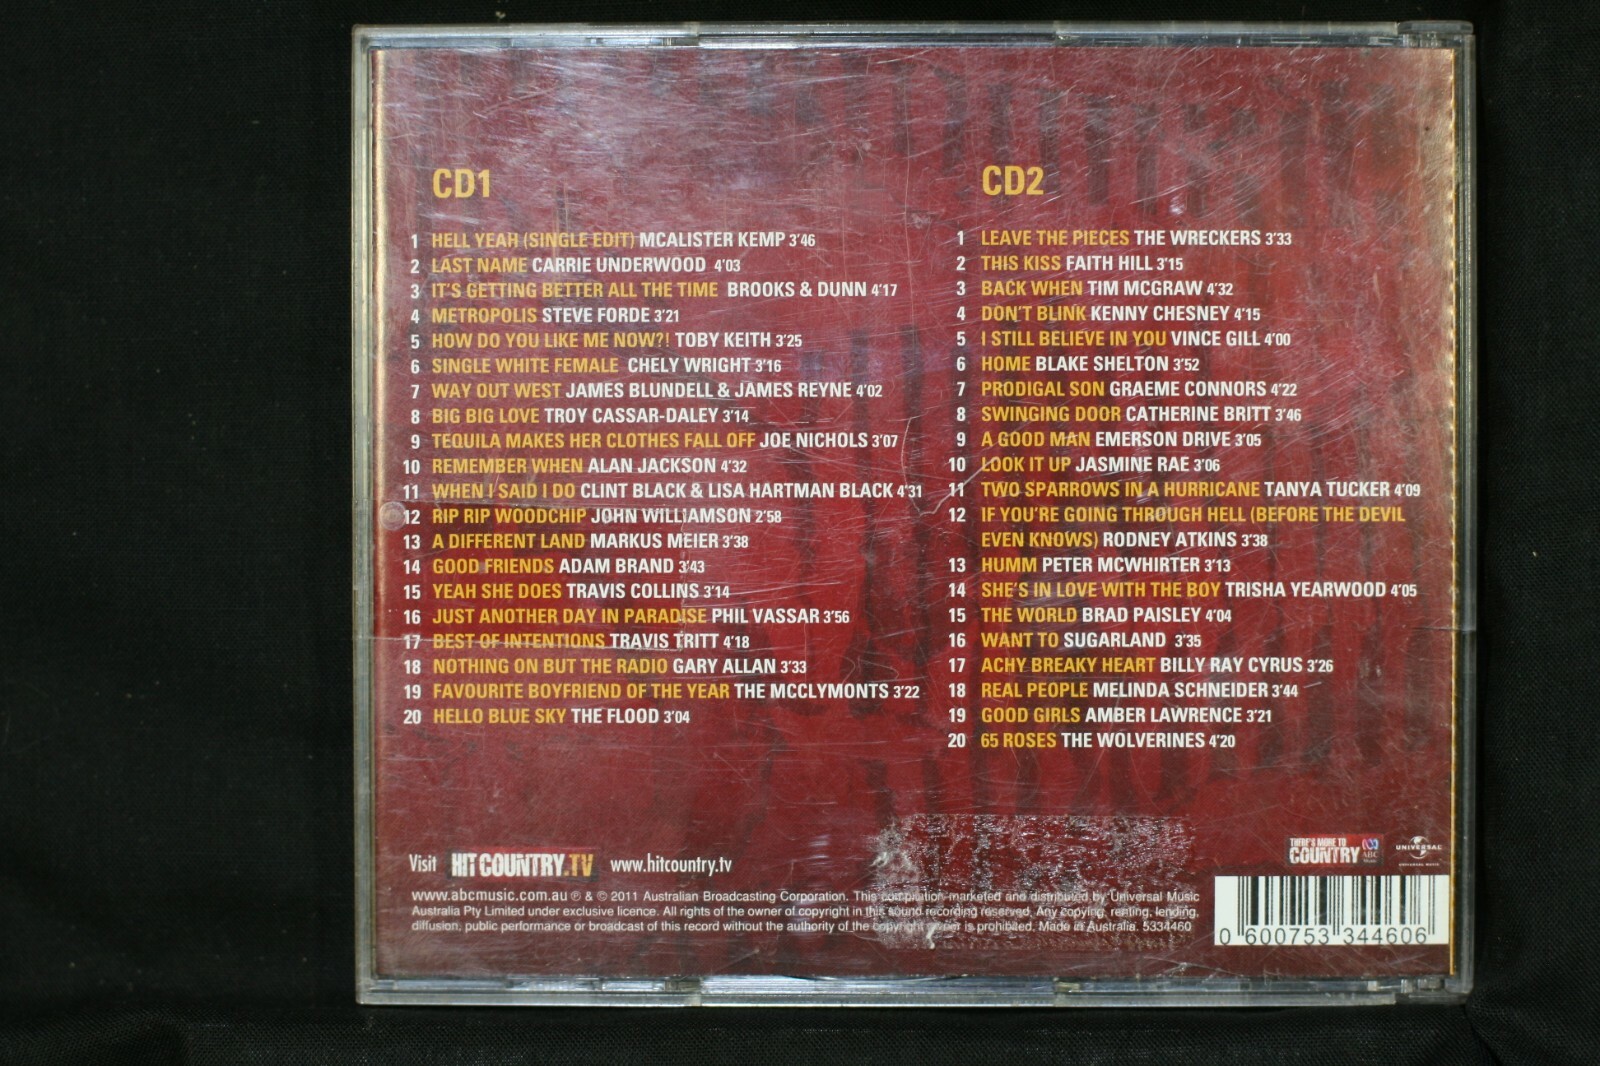 CD1
1 HELL YEAH (SINGLE EDIT) MCALISTER KEMP 3'46
2 LAST NAME CARRIE UNDERWOOD 4'03
3 IT'S GETTING BETTER ALL THE TIME BROOKS & DUNN 4'17
4 METROPOLIS STEVE FORDE 3'21
5 HOW DO YOU LIKE ME NOW?! TOBY KEITH 3'25
6 SINGLE WHITE FEMALE CHELY WRIGHT 3'16
7 WAY OUT WEST JAMES BLUNDELL & JAMES REYNE 4'02
8 BIG BIG LOVE TROY CASSAR-DALEY 3'14
9 TEQUILA MAKES HER CLOTHES FALL OFF JOE NICHOLS 3'07
10 REMEMBER WHEN ALAN JACKSON 4'32
11 WHEN I SAID I DO CLINT BLACK & LISA HARTMAN BLACK 4'31
12 RIP RIP WOODCHIP JOHN WILLIAMSON 2'58
13 A DIFFERENT LAND MARKUS MEIER 3'38
14 GOOD FRIENDS ADAM BRAND 3'43
15 YEAH SHE DOES TRAVIS COLLINS 3'14
16 JUST ANOTHER DAY IN PARADISE PHIL VASSAR 3'56
17 BEST OF INTENTIONS TRAVIS TRITT 4'18
18 NOTHING ON BUT THE RADIO GARY ALLAN 3'33
19 FAVOURITE BOYFRIEND OF THE YEAR THE MCCLYMONTS 3'22
20 HELLO BLUE SKY THE FLOOD 3'04
CD2
1 LEAVE THE PIECES THE WRECKERS 3'33
2 THIS KISS FAITH HILL 3'15
3 BACK WHEN TIM MCGRAW 4'32
4 DON'T BLINK KENNY CHESNEY 4'15
5 I STILL BELIEVE IN YOU VINCE GILL 4'00
6 HOME BLAKE SHELTON 3'52
7 PRODIGAL SON GRAEME CONNORS 4'22
8 SWINGING DOOR CATHERINE BRITT 3'46
9 A GOOD MAN EMERSON DRIVE 3'05
10 LOOK IT UP JASMINE RAE 3'06
11 TWO SPARROWS IN A HURRICANE TANYA TUCKER 4'09
12 IF YOU'RE GOING THROUGH HELL (BEFORE THE DEVIL
EVEN KNOWS) RODNEY ATKINS 3'38
13 HUMM PETER MCWHIRTER 3'13
14 SHE'S IN LOVE WITH THE BOY TRISHA YEARWOOD 4'05
15 THE WORLD BRAD PAISLEY 4'04
16 WANT TO SUGARLAND 3'35
17 ACHY BREAKY HEART BILLY RAY CYRUS 3'26
18 REAL PEOPLE MELINDA SCHNEIDER 3'44
19 GOOD GIRLS AMBER LAWRENCE 3'21
20 65 ROSES THE WOLVERINES 4'20
Visit HIT COUNTRY.TV www.hitcountry.tv
www.abcmusic.com.au ℗ & © 2011 Australian Broadcasting Corporation. This compilation marketed and distributed by Universal Music
Australia Pty Limited under exclusive licence. All rights of the owner of copyright in this sound recording reserved. Any copying, renting, lending,
diffusion, public performance or broadcast of this record without the authority of the copyright owner is prohibited. Made in Australia. 5334460
THERE'S MORE TO
COUNTRY
ABC
Music
UNIVERSAL
UNIVERSAL MUSIC
0 600753 344606